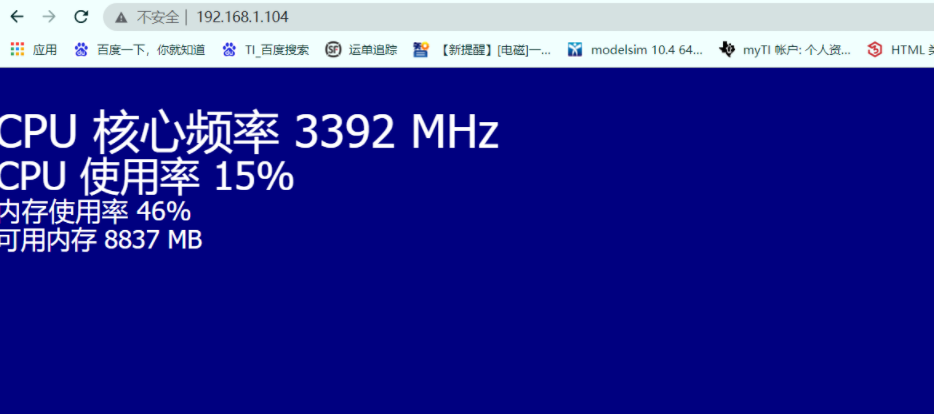 不安全 | 192.168.1.104
应用 百度一下，你就知道 TI_百度搜索 SF 运单追踪 【新提醒】[电磁]一... modelsim 10.4 64... myTI 帐户: 个人资... HTML 类
CPU 核心频率 3392 MHz
CPU 使用率 15%
内存使用率 46%
可用内存 8837 MB